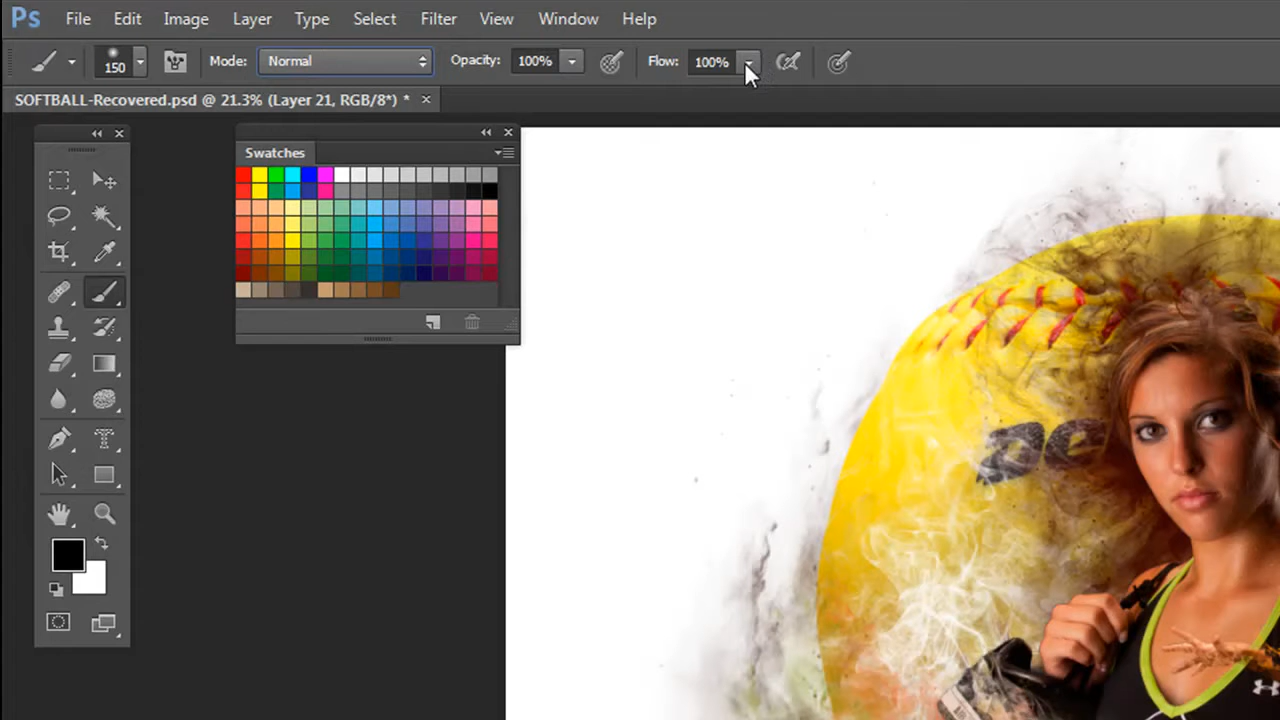 Ps File Edit Image Layer Type Select Filter View Window Help
150 Mode: Normal Opacity: 100% Flow: 100%
SOFTBALL-Recovered.psd @ 21.3% (Layer 21, RGB/8*) *
Swatches